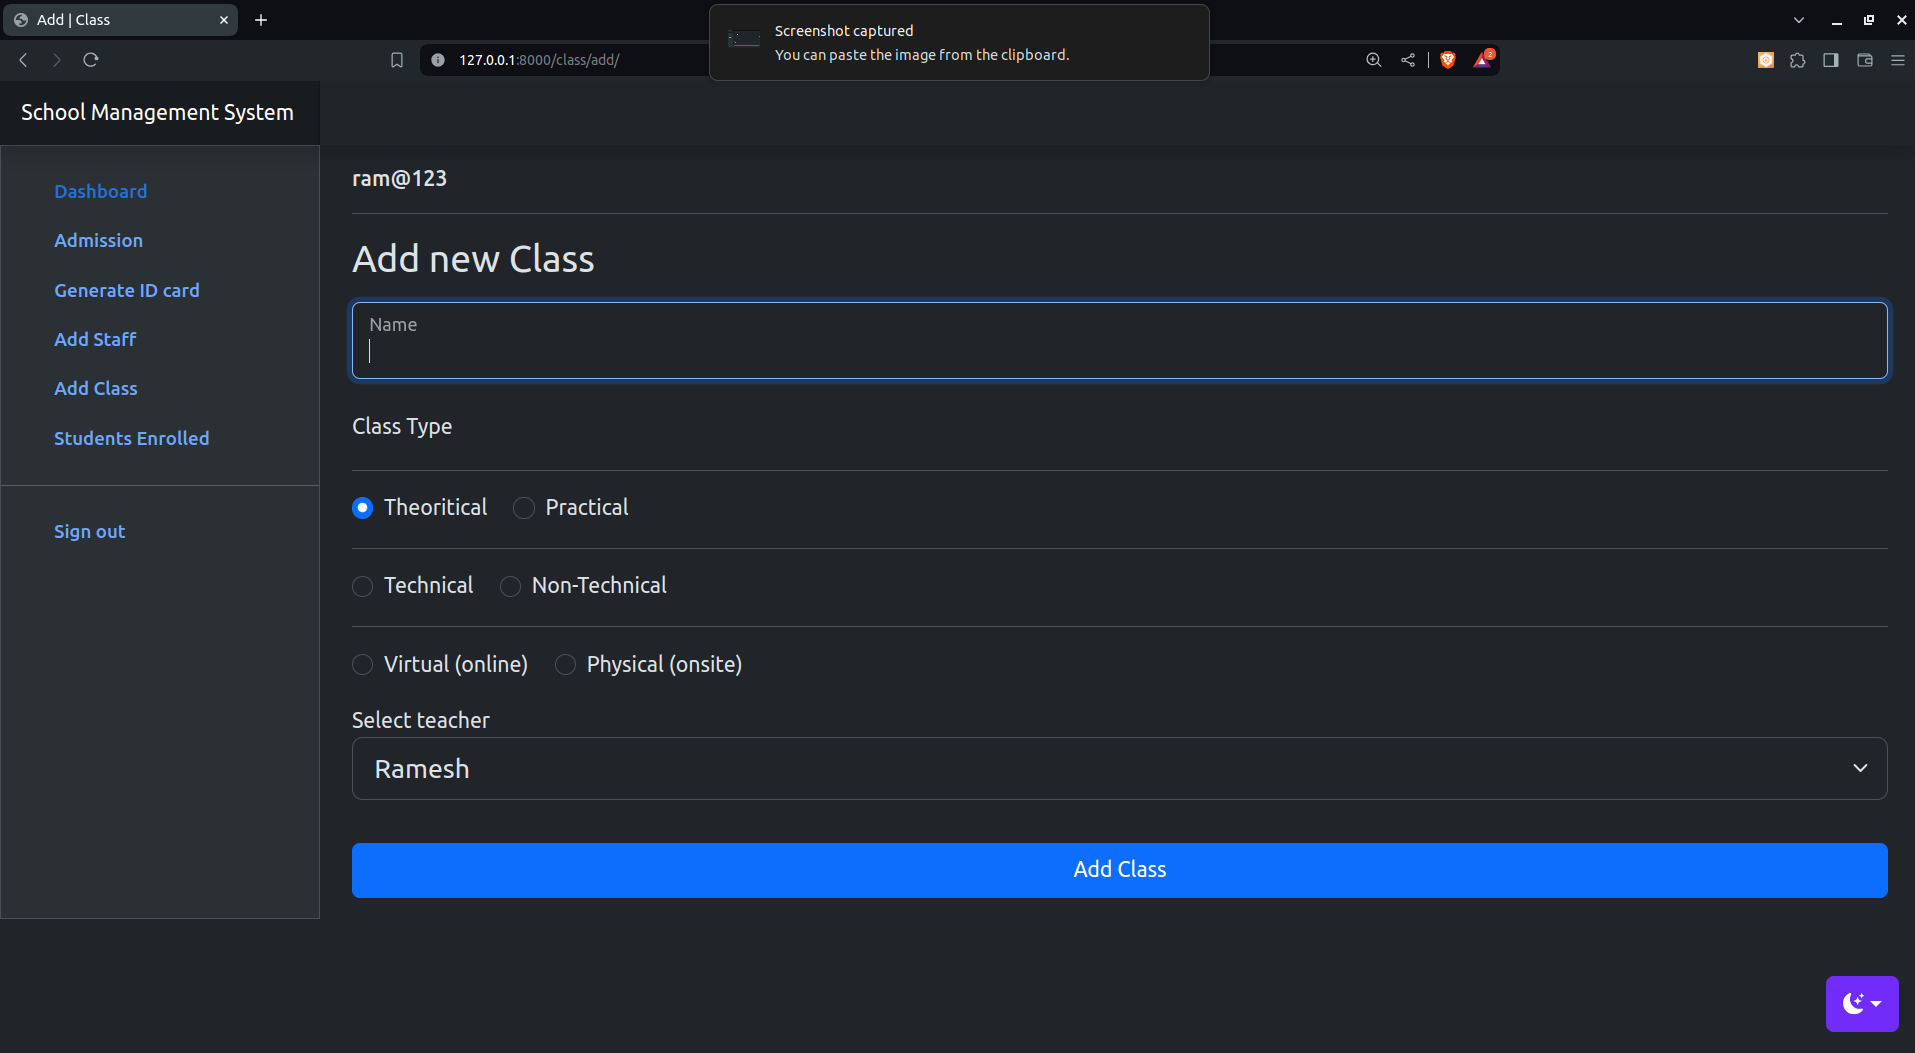 Add | Class
Screenshot captured
You can paste the image from the clipboard.
127.0.0.1:8000/class/add/
2
School Management System
Dashboard
Admission
Generate ID card
Add Staff
Add Class
Students Enrolled
Sign out
ram@123
Add new Class
Name
Class Type
Theoritical Practical
Technical Non-Technical
Virtual (online) Physical (onsite)
Select teacher
Ramesh
Add Class